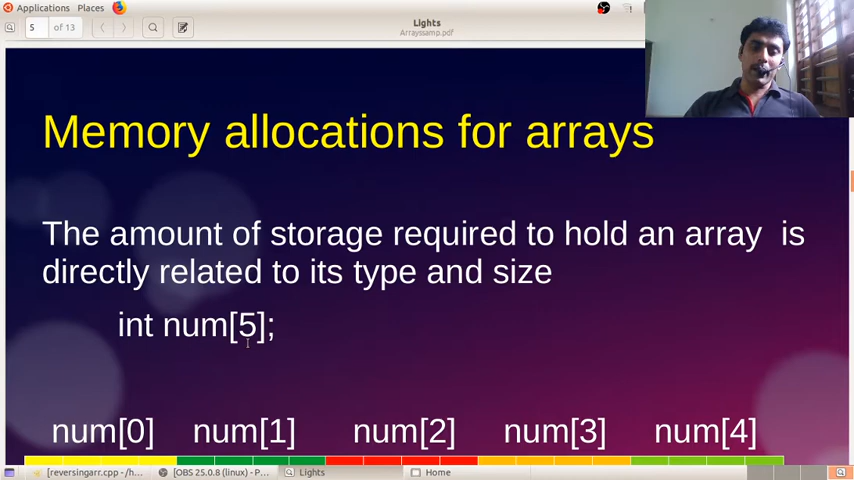 Applications Places
Lights
Arrayssamp.pdf
5 of 13
Memory allocations for arrays
The amount of storage required to hold an array is
directly related to its type and size
int num[5];
num[0] num[1] num[2] num[3] num[4]
[reversingarr.cpp - /h... [OBS 25.0.8 (linux) - P... Lights Home